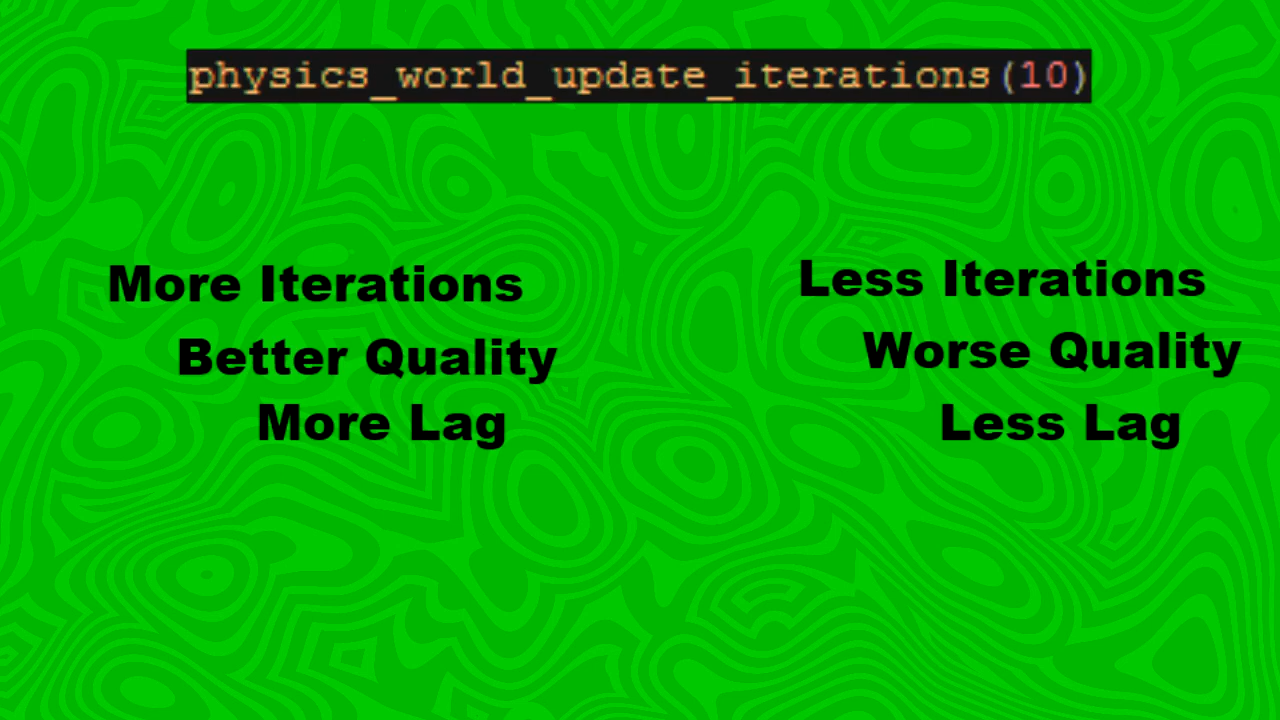 physics_world_update_iterations(10)
More Iterations
Better Quality
More Lag
Less Iterations
Worse Quality
Less Lag